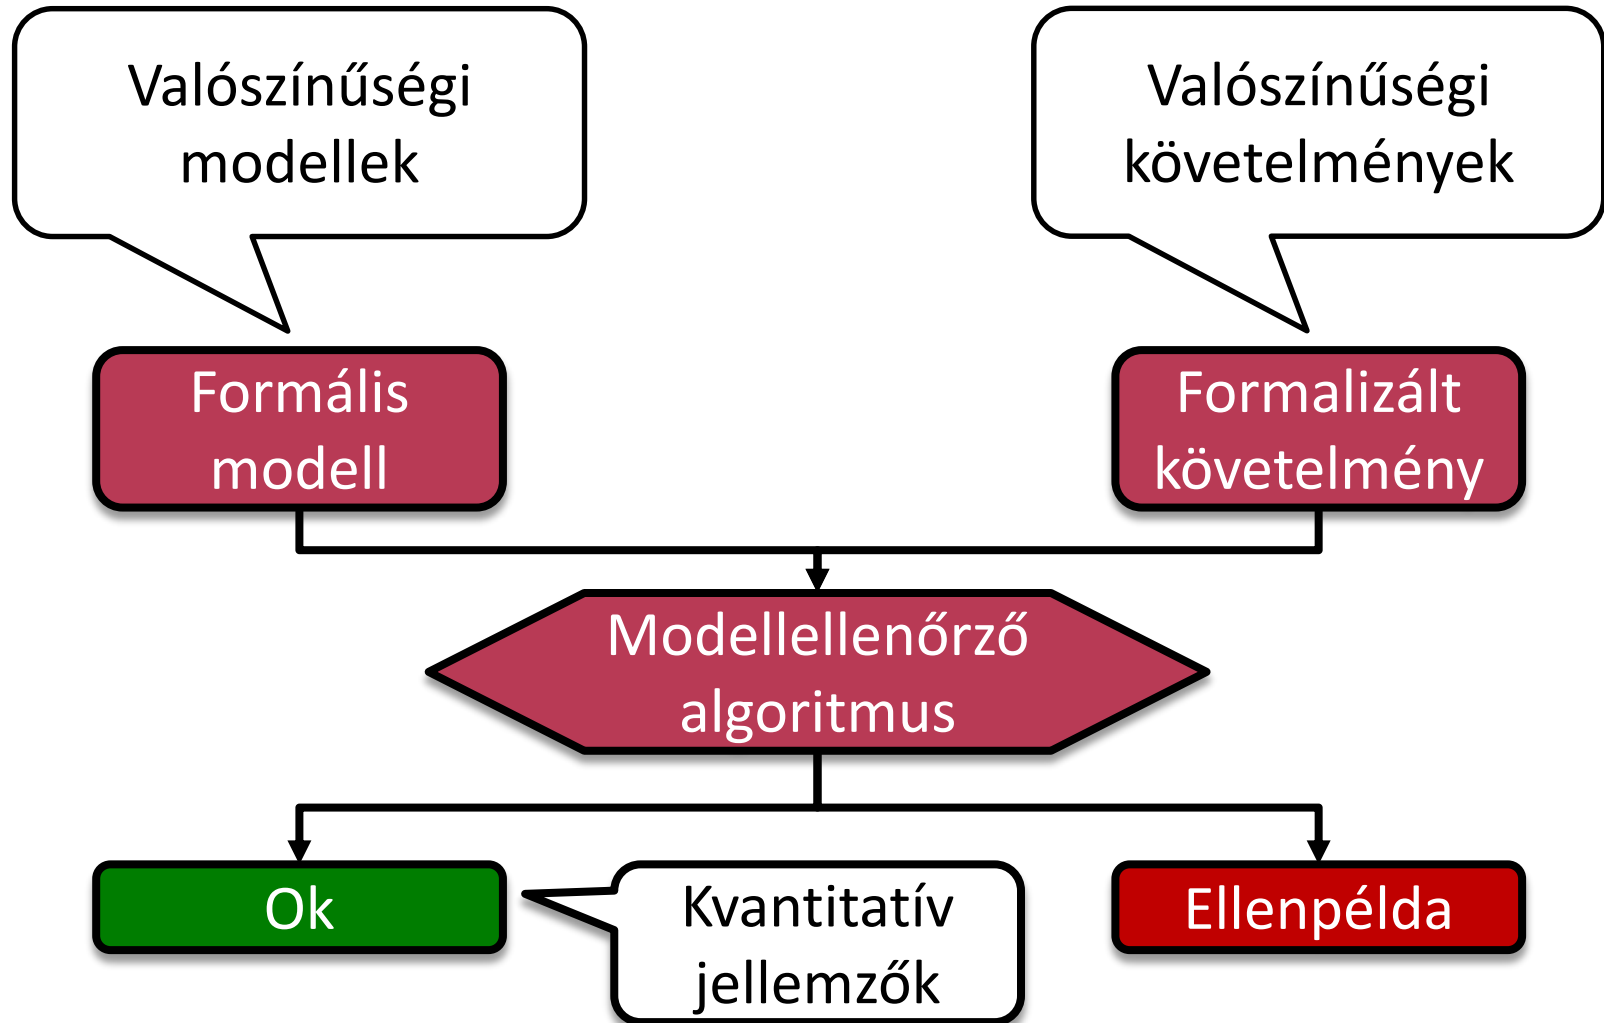 Valószínűségi
modellek
Valószínűségi
követelmények
Formális
modell
Formalizált
követelmény
Modellellenőrző
algoritmus
Ok
Kvantitatív
jellemzők
Ellenpélda